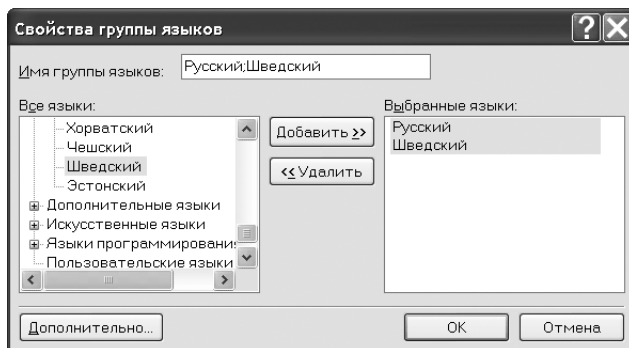 Свойства группы языков
Имя группы языков: Русский;Шведский
Все языки:
Хорватский
Чешский
Шведский
Эстонский
Дополнительные языки
Искусственные языки
Языки программировани
Пользовательские языки
Добавить >>
<< Удалить
Выбранные языки:
Русский
Шведский
Дополнительно...
OK
Отмена